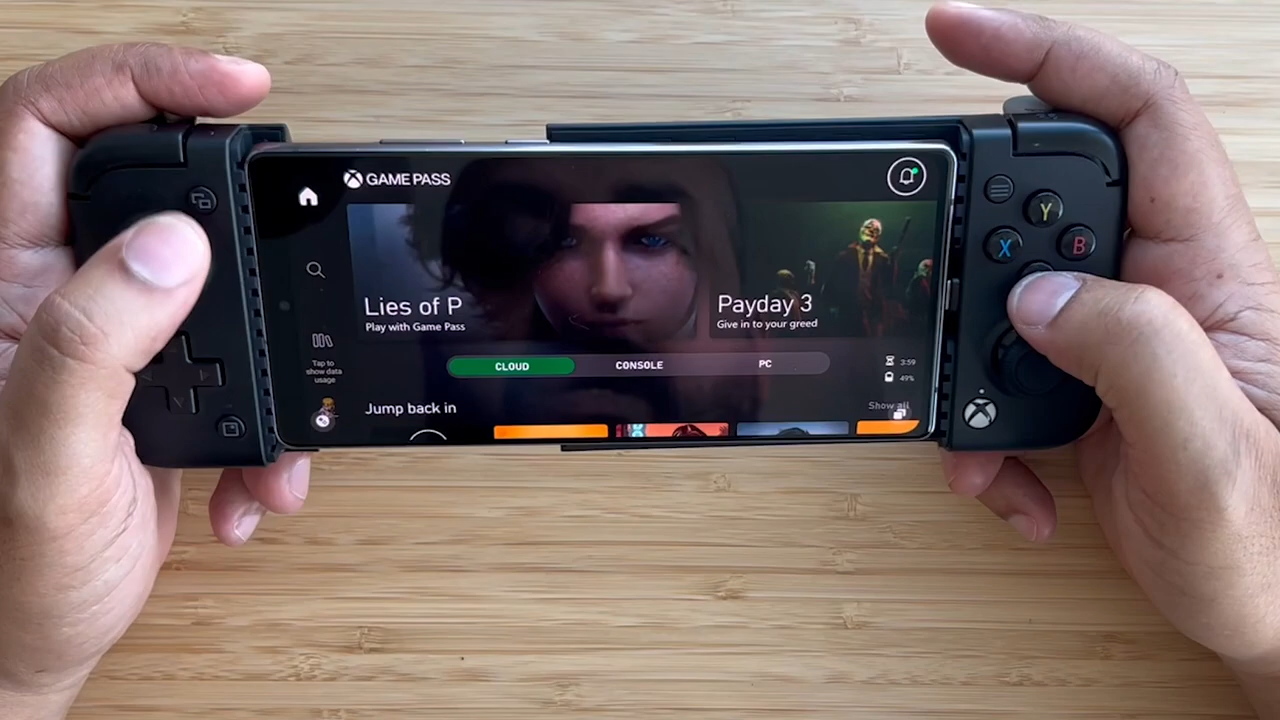 GAME PASS
Lies of P
Play with Game Pass
Payday 3
Give in to your greed
CLOUD
CONSOLE
PC
3:59
49%
Tap to
show data
usage
Jump back in
Show all
Y
X
B